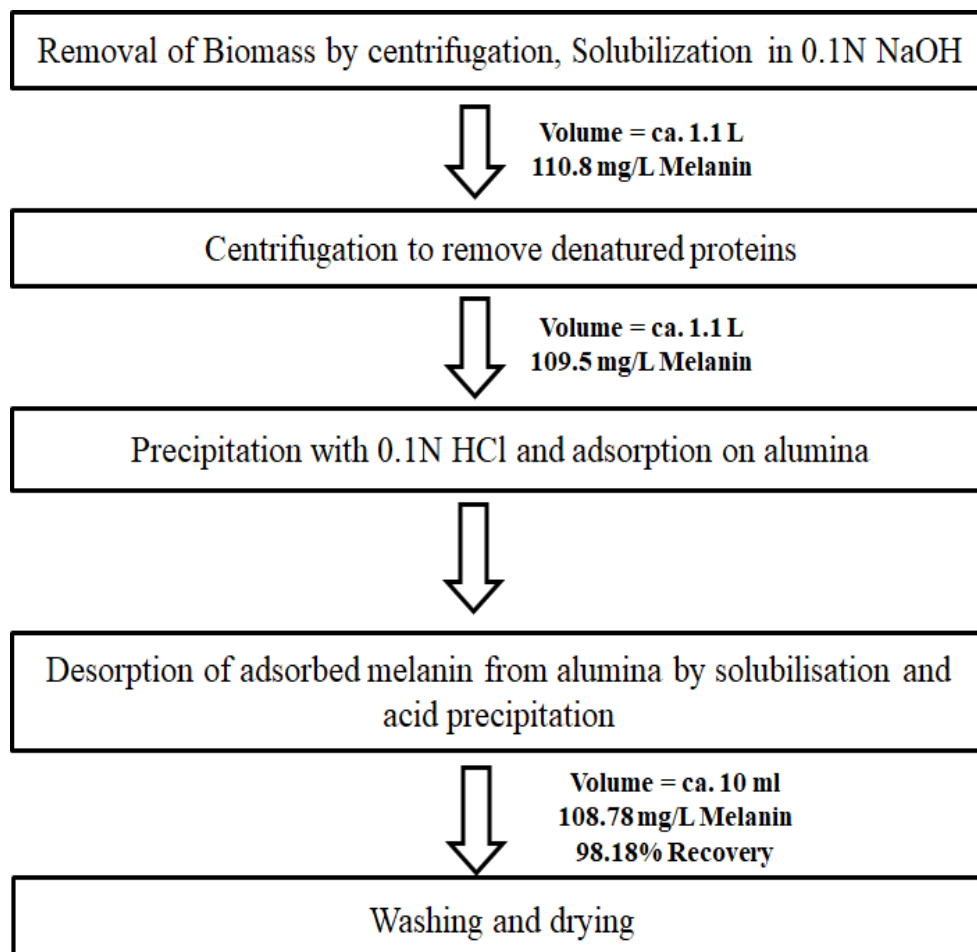 Removal of Biomass by centrifugation, Solubilization in 0.1N NaOH
Volume = ca. 1.1 L
110.8 mg/L Melanin
Centrifugation to remove denatured proteins
Volume = ca. 1.1 L
109.5 mg/L Melanin
Precipitation with 0.1N HCl and adsorption on alumina
Desorption of adsorbed melanin from alumina by solubilisation and
acid precipitation
Volume = ca. 10 ml
108.78 mg/L Melanin
98.18% Recovery
Washing and drying